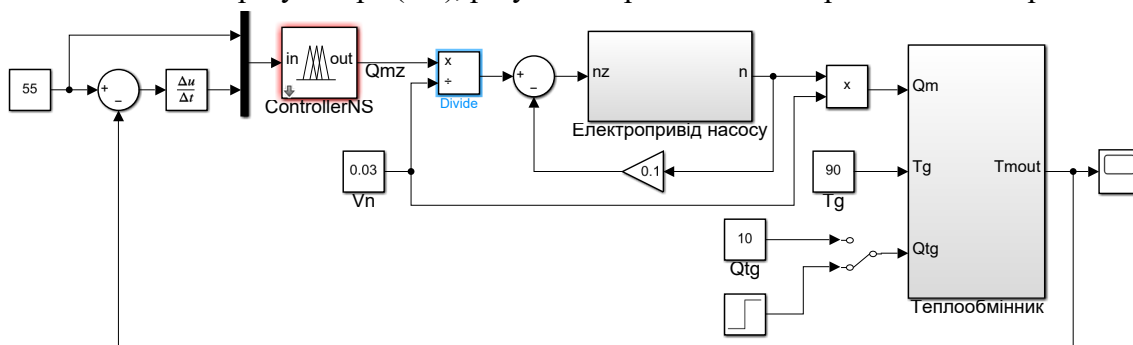 in out
x
÷
Qmz
Divide
ControllerNS
55
+
−
Δu
Δt
+
−
nz n
Електропривід насосу
x
Qm
0.1
0.03
Vn
90
Tg
Tg
Tmout
10
Qtg
Qtg
Теплообмінник